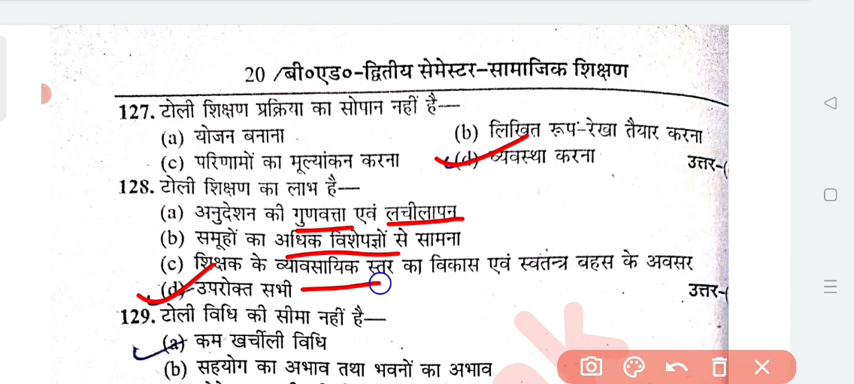 20 /बी०एड०-द्वितीय सेमेस्टर-सामाजिक शिक्षण
127. टोली शिक्षण प्रक्रिया का सोपान नहीं है—
(a) योजन बनाना (b) लिखित रूप-रेखा तैयार करना
(c) परिणामों का मूल्यांकन करना (d) व्यवस्था करना उत्तर-(
128. टोली शिक्षण का लाभ है—
(a) अनुदेशन की गुणवत्ता एवं लचीलापन
(b) समूहों का अधिक विशेषज्ञों से सामना
(c) शिक्षक के व्यावसायिक स्तर का विकास एवं स्वतंन्त्र वहस के अवसर
(d) उपरोक्त सभी उत्तर-(
129. टोली विधि की सीमा नहीं है—
(a) कम खर्चीली विधि
(b) सहयोग का अभाव तथा भवनों का अभाव